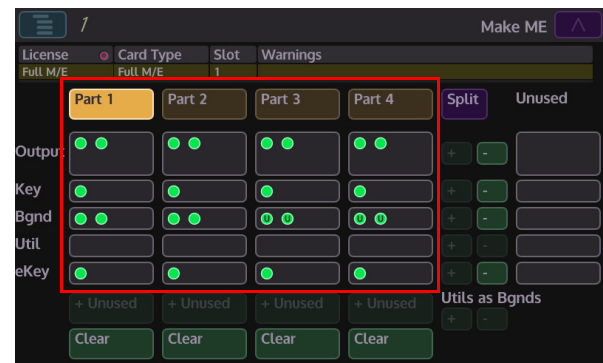 1 Make ME
License Card Type Slot Warnings
Full M/E Full M/E 1
Part 1 Part 2 Part 3 Part 4 Split Unused
Output + -
Key + -
Bgnd U U U U + -
Util + -
eKey + -
+ Unused + Unused + Unused + Unused Utils as Bgnds
+ -
Clear Clear Clear Clear